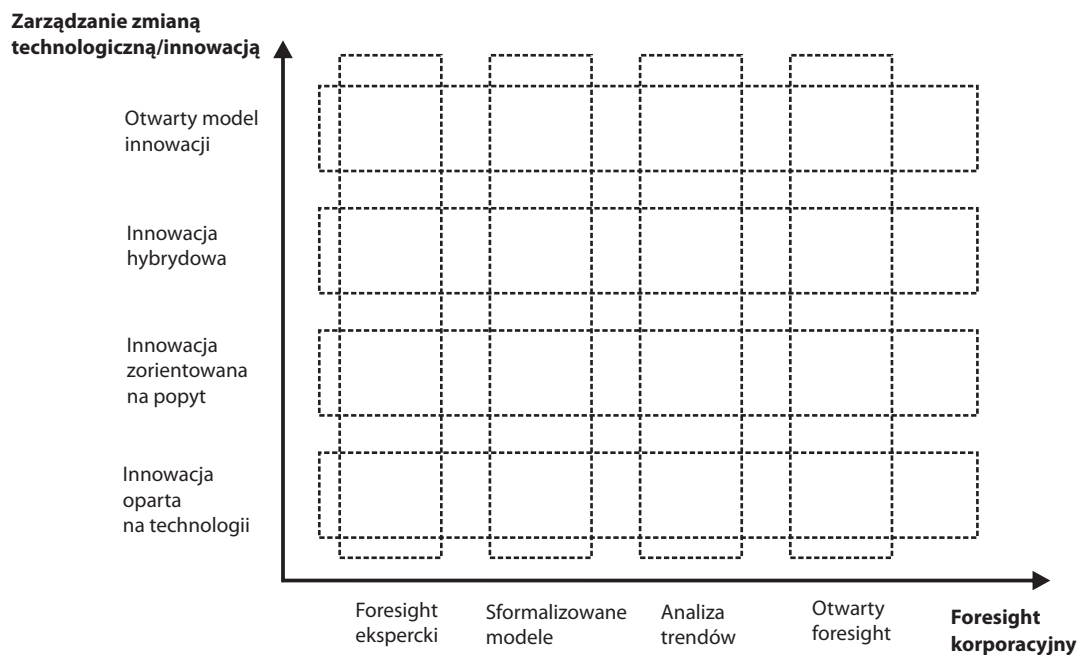 Zarządzanie zmianą
technologiczną/innowacją
Otwarty model
innowacji
Innowacja
hybrydowa
Innowacja
zorientowana
na popyt
Innowacja
oparta
na technologii
Foresight
ekspercki
Sformalizowane
modele
Analiza
trendów
Otwarty
foresight
Foresight
korporacyjny